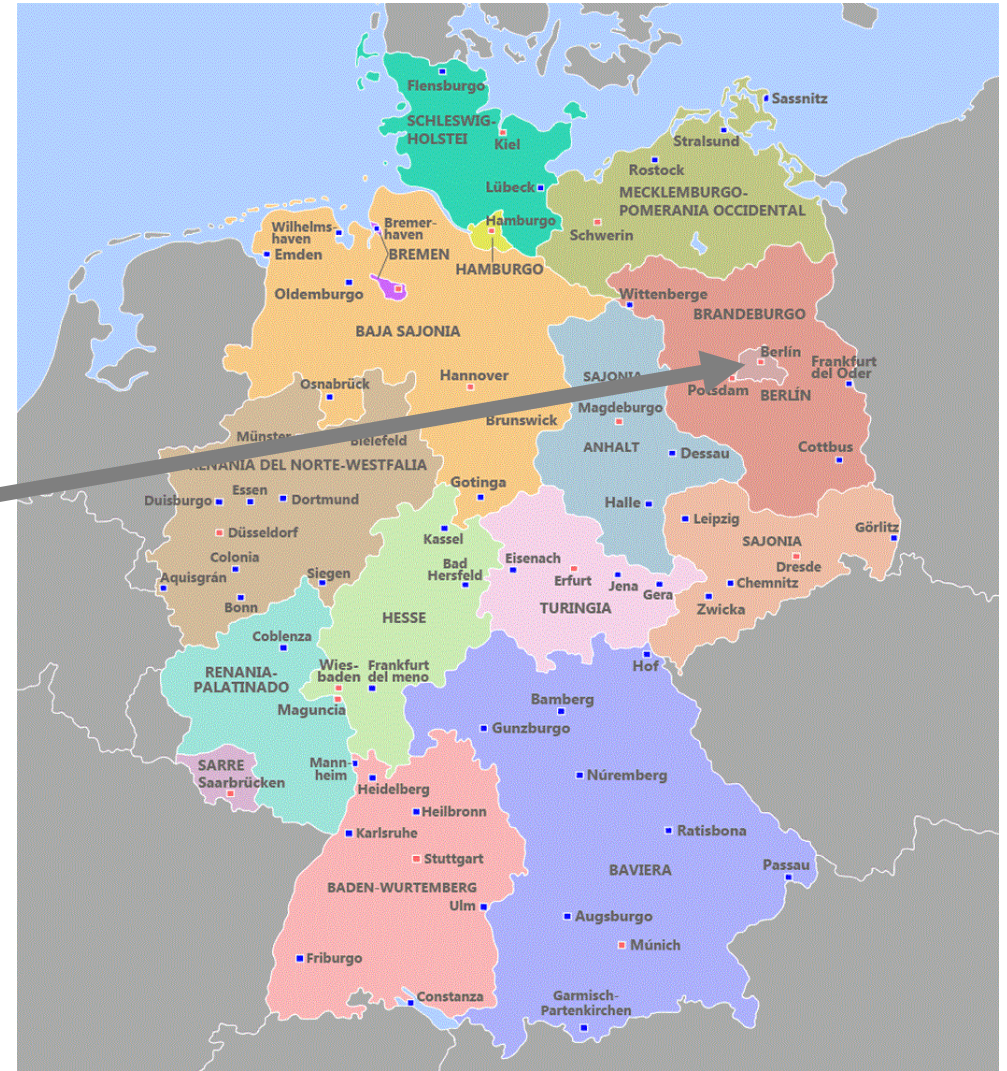 Flensburgo
SCHLESWIG-
HOLSTEI
Kiel
Lübeck
Sassnitz
Stralsund
Rostock
MECKLEMBURGO-
POMERANIA OCCIDENTAL
Schwerin
Hamburgo
HAMBURGO
Wilhelms-
haven
Emden
Bremer-
haven
BREMEN
Oldemburgo
BAJA SAJONIA
Wittenberge
BRANDEBURGO
Berlín
BERLÍN
Potsdam
Frankfurt
del Oder
Cottbus
Osnabrück
Hannover
Brunswick
Gotinga
SAJONIA
Magdeburgo
ANHALT
Dessau
Halle
Münster
Bielefeld
RENANIA DEL NORTE-WESTFALIA
Duisburgo
Essen
Dortmund
Düsseldorf
Colonia
Aquisgrán
Bonn
Siegen
Kassel
Bad
Hersfeld
HESSE
Wies-
baden
Frankfurt
del meno
Eisenach
Erfurt
Jena
Gera
TURINGIA
Leipzig
SAJONIA
Görlitz
Dresde
Chemnitz
Zwicka
Coblenza
RENANIA-
PALATINADO
Maguncia
SARRE
Saarbrücken
Mann-
heim
Heidelberg
Heilbronn
Karlsruhe
Stuttgart
BADEN-WURTEMBERG
Ulm
Friburgo
Constanza
Hof
Bamberg
Gunzburgo
Núremberg
Ratisbona
BAVIERA
Passau
Augsburgo
Múnich
Garmisch-
Partenkirchen